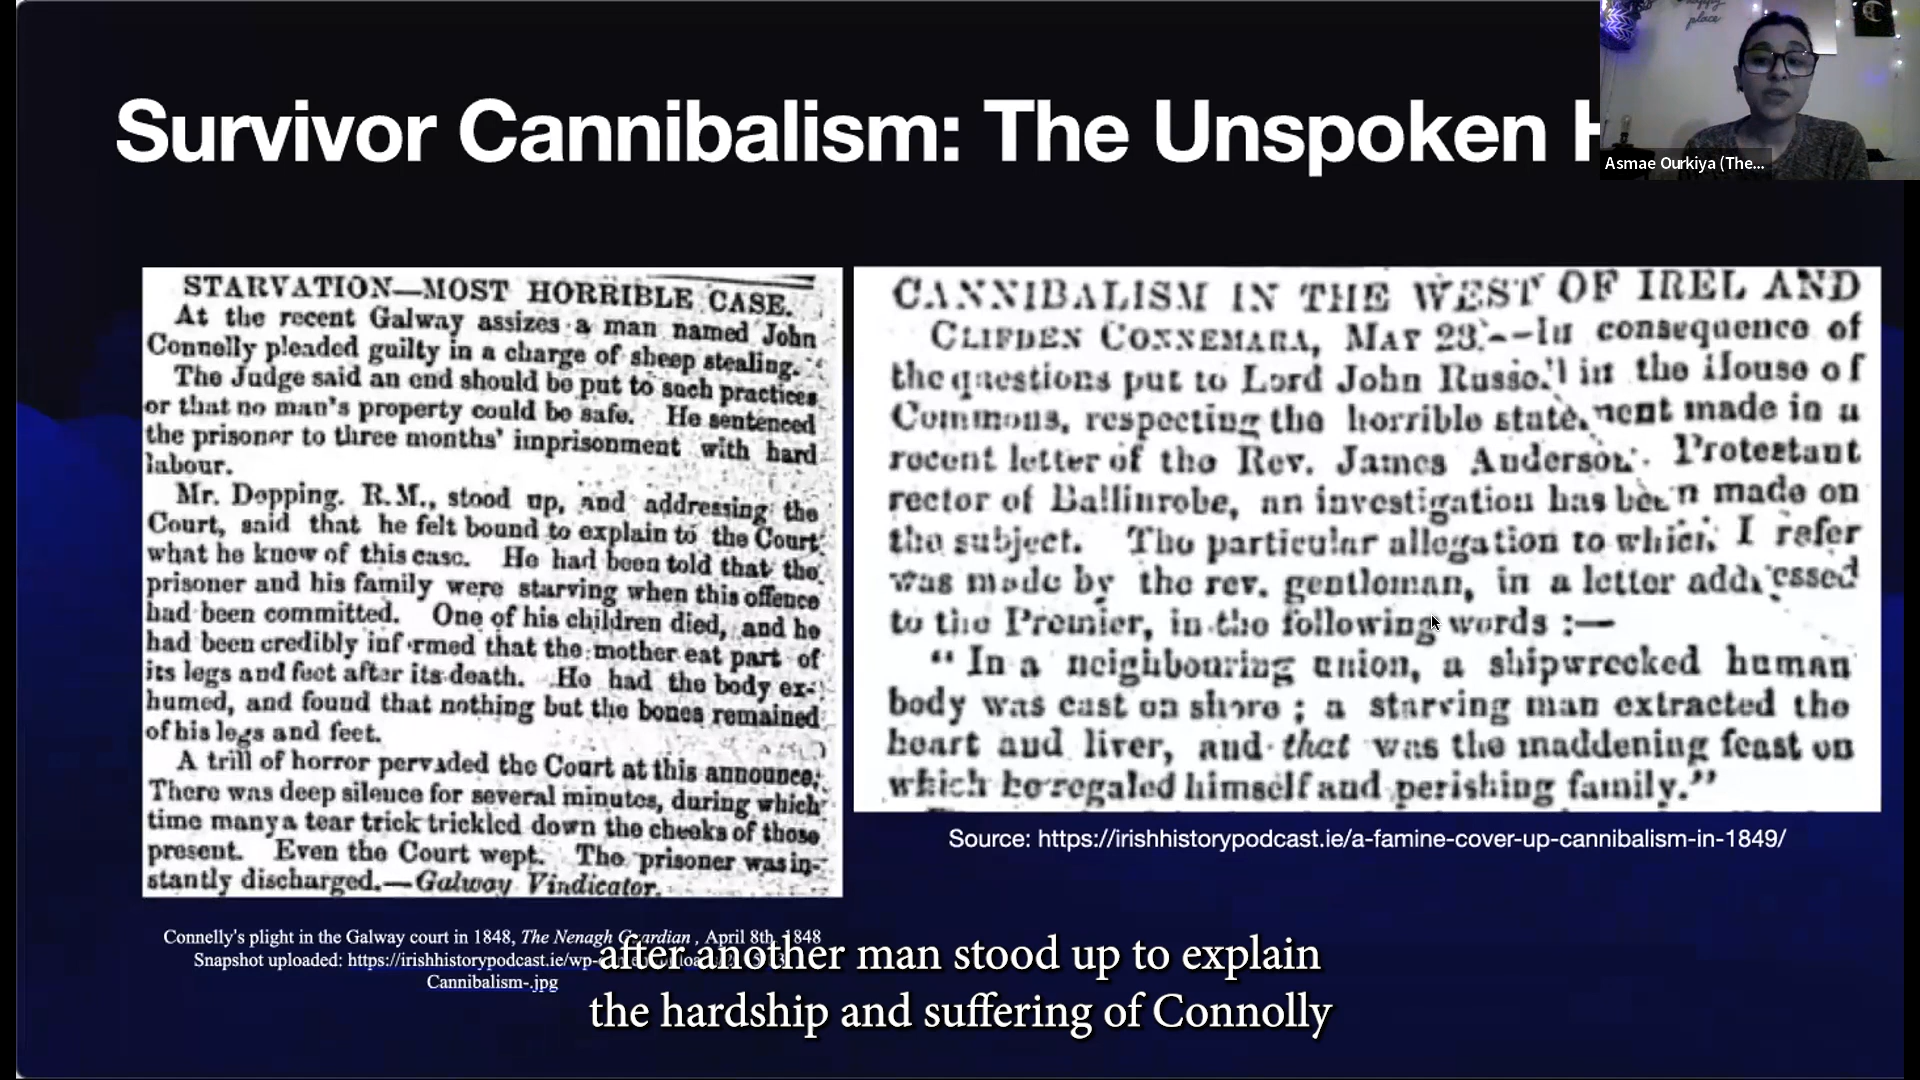 happy
place
Asmae Ourkiya (The...
Survivor Cannibalism: The Unspoken H
STARVATION—MOST HORRIBLE CASE.
At the recent Galway assizes a man named John
Connolly pleaded guilty in a charge of sheep stealing.
The Judge said an end should be put to such practices
or that no man's property could be safe. He sentenced
the prisoner to three months' imprisonment with hard
labour.
Mr. Dopping. R.M., stood up, and addressing the
Court, said that he felt bound to explain to the Court
what he knew of this case. He had been told that the
prisoner and his family were starving when this offence
had been committed. One of his children died, and he
had been credibly inf rmed that the mother eat part of
its legs and feet after its death. He had the body ex-
humed, and found that nothing but the bones remained
of his legs and feet.
A trill of horror pervaded the Court at this announce;
There was deep silence for several minutes, during which
time many a tear trick trickled down the cheeks of those
present. Even the Court wept. The prisoner was in-
stantly discharged.—Galway Vindicator.
CANNIBALISM IN THE WEST OF IRELAND
CLIFDEN CONNEMARA, MAY 23.—In consequence of
the questions put to Lord John Russell in the House of
Commons, respecting the horrible statement made in a
recent letter of the Rev. James Anderson. Protestant
rector of Ballinrobe, an investigation has been made on
the subject. The particular allegation to which I refer
was made by the rev. gentleman, in a letter addressed
to the Premier, in the following words :—
"In a neighbouring union, a shipwrecked human
body was cast on shore ; a starving man extracted the
heart and liver, and that was the maddening feast on
which he regaled himself and perishing family."
Source: https://irishhistorypodcast.ie/a-famine-cover-up-cannibalism-in-1849/
Connelly's plight in the Galway court in 1848, The Nenagh Guardian , April 8th, 1848
Snapshot uploaded: https://irishhistorypodcast.ie/wp-
Cannibalism-.jpg
after another man stood up to explain
the hardship and suffering of Connolly